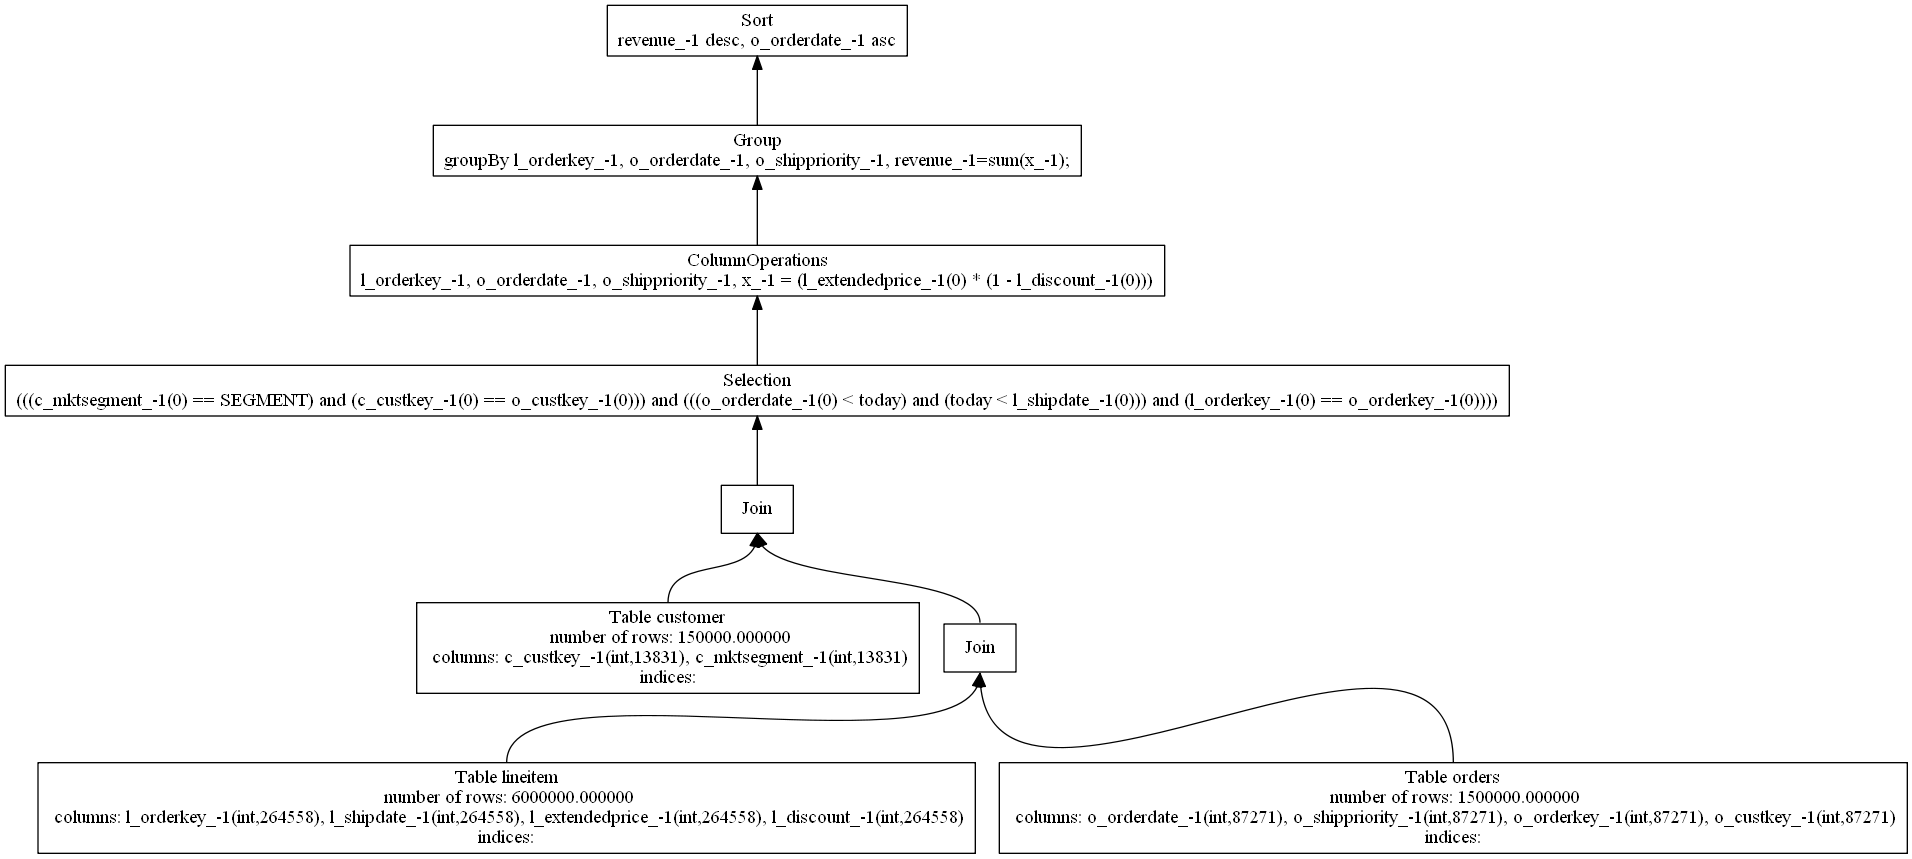 Sort
revenue_-1 desc, o_orderdate_-1 asc
Group
groupBy l_orderkey_-1, o_orderdate_-1, o_shippriority_-1, revenue_-1=sum(x_-1);
ColumnOperations
l_orderkey_-1, o_orderdate_-1, o_shippriority_-1, x_-1 = (l_extendedprice_-1(0) * (1 - l_discount_-1(0)))
Selection
(((c_mktsegment_-1(0) == SEGMENT) and (c_custkey_-1(0) == o_custkey_-1(0))) and (((o_orderdate_-1(0) < today) and (today < l_shipdate_-1(0))) and (l_orderkey_-1(0) == o_orderkey_-1(0))))
Join
Table customer
number of rows: 150000.000000
columns: c_custkey_-1(int,13831), c_mktsegment_-1(int,13831)
indices:
Join
Table lineitem
number of rows: 6000000.000000
columns: l_orderkey_-1(int,264558), l_shipdate_-1(int,264558), l_extendedprice_-1(int,264558), l_discount_-1(int,264558)
indices:
Table orders
number of rows: 1500000.000000
columns: o_orderdate_-1(int,87271), o_shippriority_-1(int,87271), o_orderkey_-1(int,87271), o_custkey_-1(int,87271)
indices: